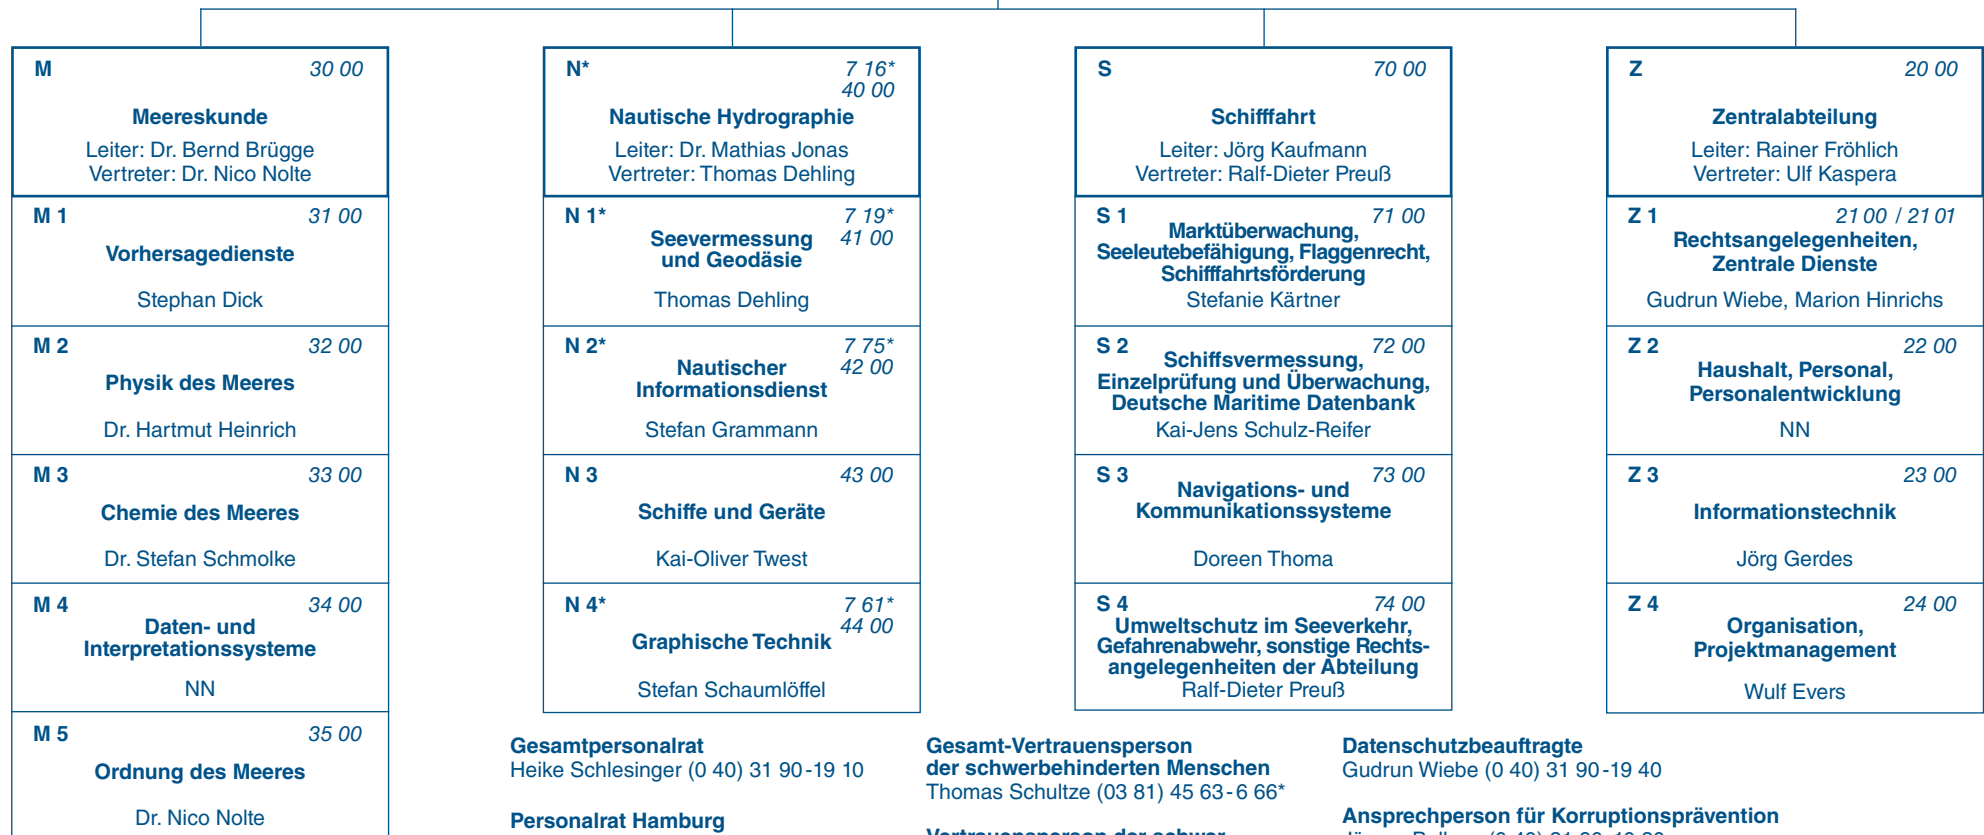 M 30 00
Meereskunde
Leiter: Dr. Bernd Brügge
Vertreter: Dr. Nico Nolte
M 1 31 00
Vorhersagedienste
Stephan Dick
M 2 32 00
Physik des Meeres
Dr. Hartmut Heinrich
M 3 33 00
Chemie des Meeres
Dr. Stefan Schmolke
M 4 34 00
Daten- und
Interpretationssysteme
NN
M 5 35 00
Ordnung des Meeres
Dr. Nico Nolte
N* 7 16*
40 00
Nautische Hydrographie
Leiter: Dr. Mathias Jonas
Vertreter: Thomas Dehling
N 1* 7 19*
Seevermessung 41 00
und Geodäsie
Thomas Dehling
N 2* 7 75*
Nautischer 42 00
Informationsdienst
Stefan Grammann
N 3 43 00
Schiffe und Geräte
Kai-Oliver Twest
N 4* 7 61*
44 00
Graphische Technik
Stefan Schaumlöffel
S 70 00
Schifffahrt
Leiter: Jörg Kaufmann
Vertreter: Ralf-Dieter Preuß
S 1 71 00
Marktüberwachung,
Seeleutebefähigung, Flaggenrecht,
Schifffahrtsförderung
Stefanie Kärtner
S 2 72 00
Schiffsvermessung,
Einzelprüfung und Überwachung,
Deutsche Maritime Datenbank
Kai-Jens Schulz-Reifer
S 3 73 00
Navigations- und
Kommunikationssysteme
Doreen Thoma
S 4 74 00
Umweltschutz im Seeverkehr,
Gefahrenabwehr, sonstige Rechts-
angelegenheiten der Abteilung
Ralf-Dieter Preuß
Z 20 00
Zentralabteilung
Leiter: Rainer Fröhlich
Vertreter: Ulf Kaspera
Z 1 21 00 / 21 01
Rechtsangelegenheiten,
Zentrale Dienste
Gudrun Wiebe, Marion Hinrichs
Z 2 22 00
Haushalt, Personal,
Personalentwicklung
NN
Z 3 23 00
Informationstechnik
Jörg Gerdes
Z 4 24 00
Organisation,
Projektmanagement
Wulf Evers
Gesamtpersonalrat
Heike Schlesinger (0 40) 31 90-19 10
Personalrat Hamburg
Gesamt-Vertrauensperson
der schwerbehinderten Menschen
Thomas Schultze (03 81) 45 63-6 66*
Vertrauensperson der schwer-
Datenschutzbeauftragte
Gudrun Wiebe (0 40) 31 90-19 40
Ansprechperson für Korruptionsprävention